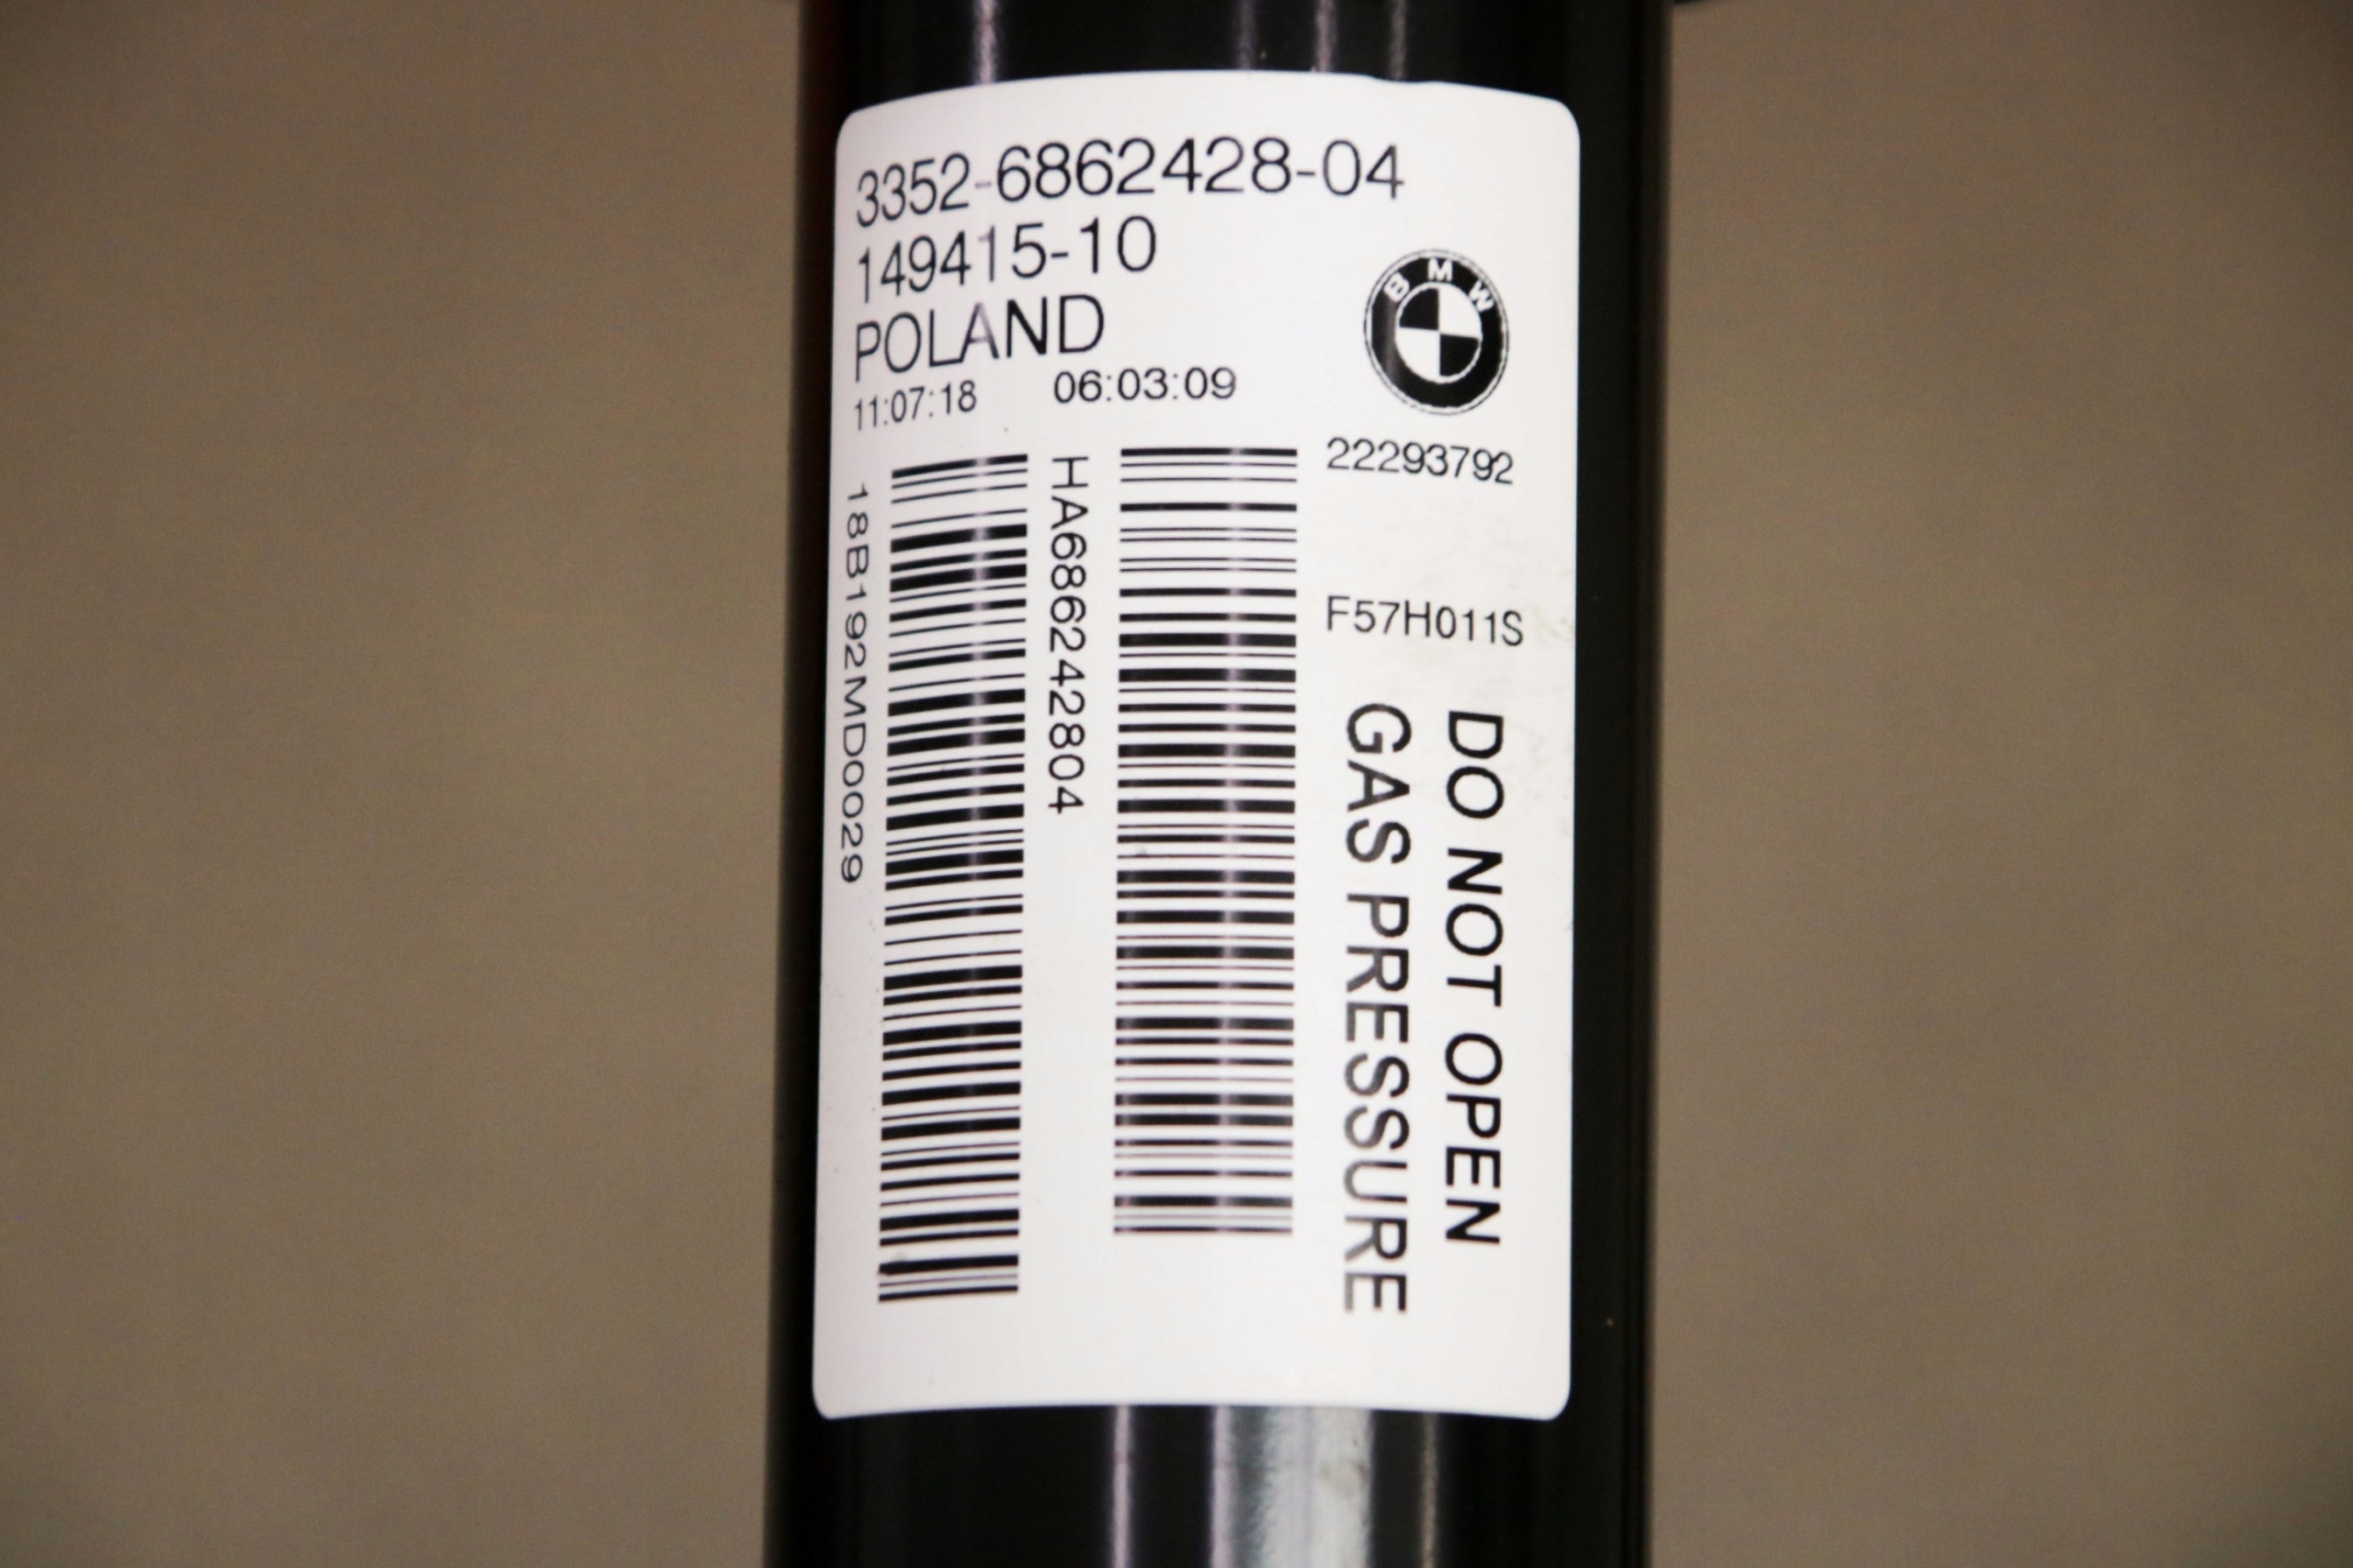 3352-6862428-04
149415-10
POLAND
11:07:18 06:03:09
BMW
22293792
F57H011S
18B192MD0029
HA686242804
DO NOT OPEN
GAS PRESSURE